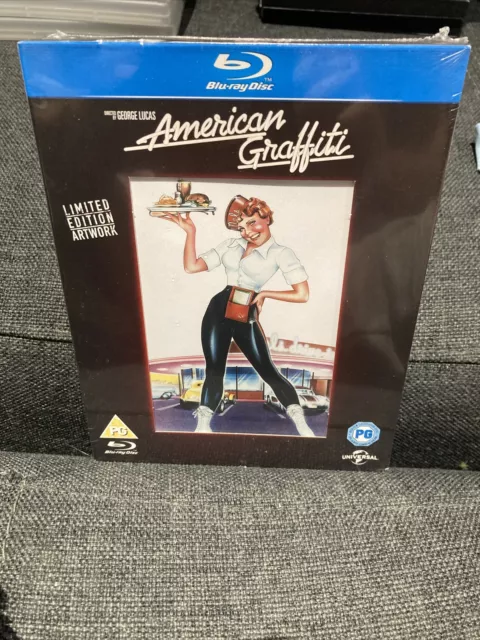 Blu-ray Disc
DIRECTED BY GEORGE LUCAS
American
Graffiti
LIMITED
EDITION
ARTWORK
PG
Blu-ray Disc
PG
UNIVERSAL